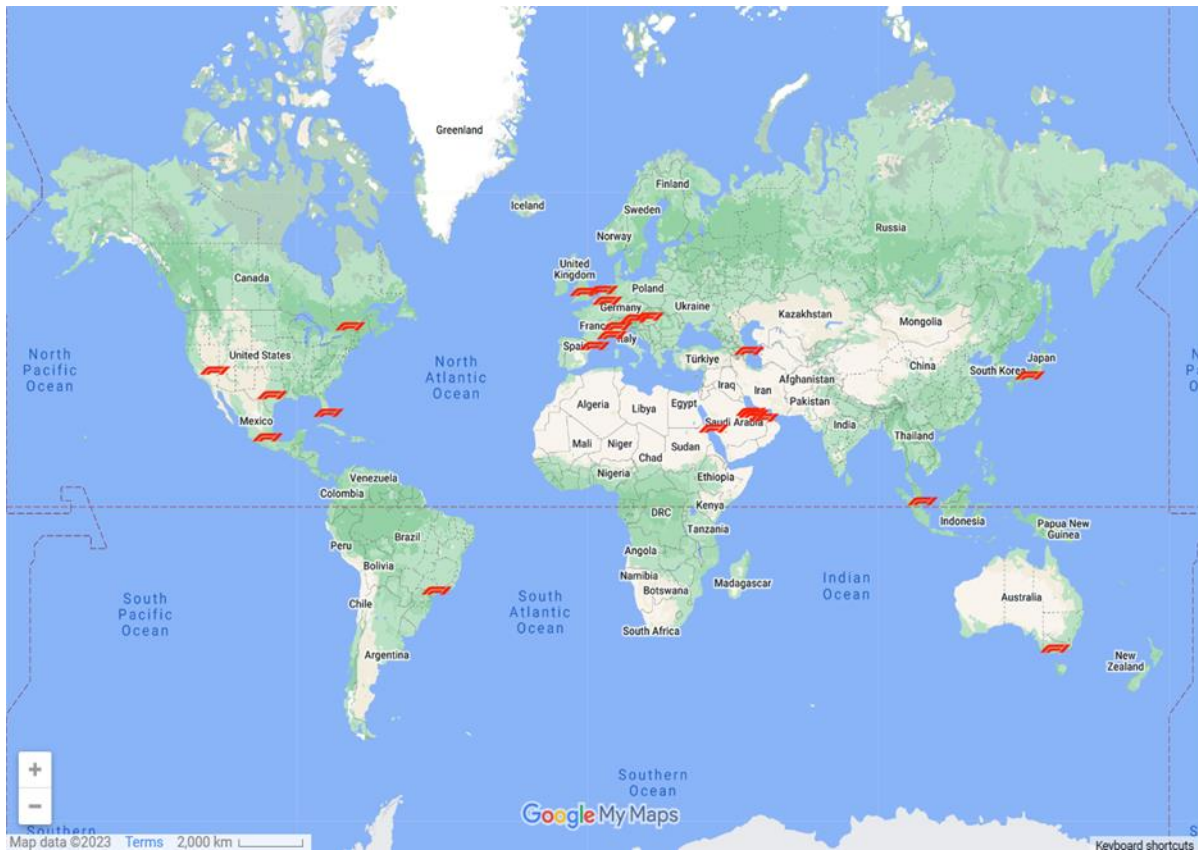 Greenland
Iceland
Finland
Sweden
Norway
Russia
United
Kingdom
Canada
Poland
Germany
Ukraine
Kazakhstan
Mongolia
Franc
Italy
North
Pacific
Ocean
United States
North
Atlantic
Ocean
Spai
Türkiye
China
Japan
South Korea
N
Pa
O
Iraq
Iran
Afghanistan
Pakistan
Algeria
Libya
Egypt
Saudi Arabia
India
Mexico
Mali
Niger
Sudan
Chad
Thailand
Nigeria
Ethiopia
Venezuela
Colombia
Kenya
DRC
Tanzania
Indonesia
Papua New
Guinea
Peru
Brazil
Bolivia
Angola
Namibia
Botswana
Madagascar
Indian
Ocean
Australia
South
Pacific
Ocean
Chile
South
Atlantic
Ocean
South Africa
Argentina
New
Zealand
+
−
Southern
Ocean
Google My Maps
Southern
S
Map data ©2023 Terms 2,000 km
Keyboard shortcuts